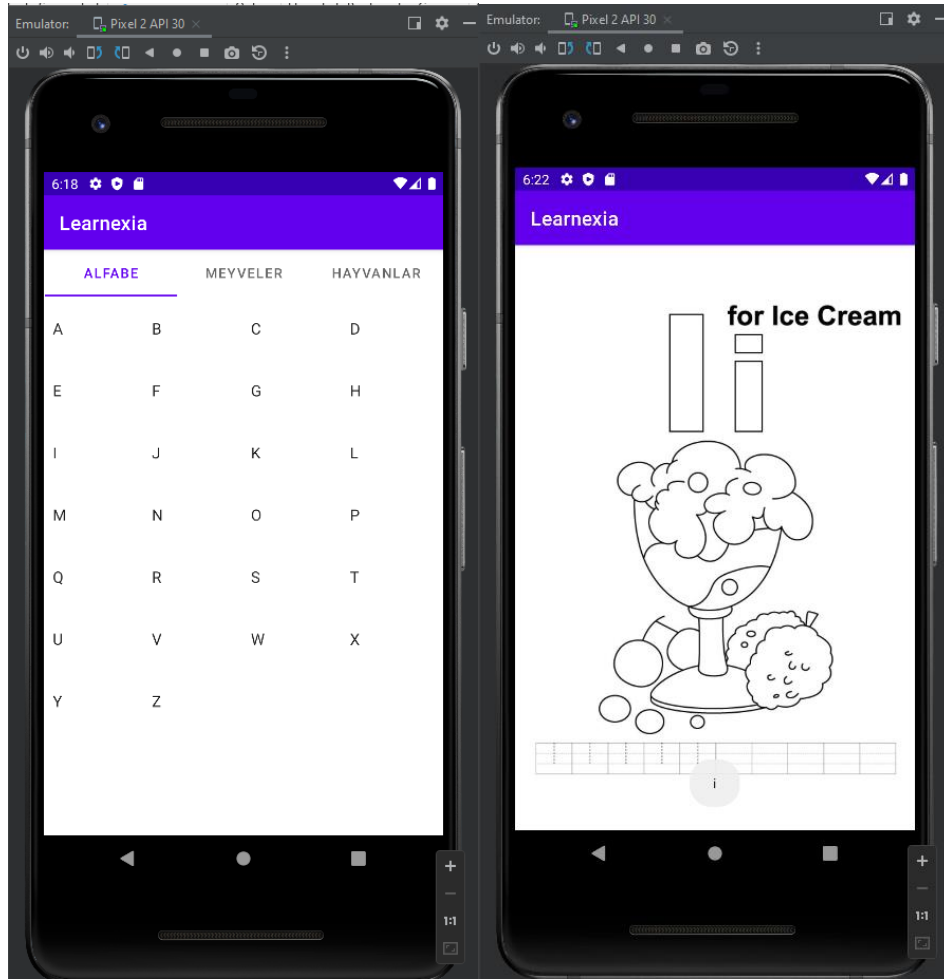 Emulator: Pixel 2 API 30
6:18
Learnexia
ALFABE MEYVELER HAYVANLAR
A B C D
E F G H
I J K L
M N O P
Q R S T
U V W X
Y Z
1:1
Emulator: Pixel 2 API 30
6:22
Learnexia
for Ice Cream
I i
i
1:1